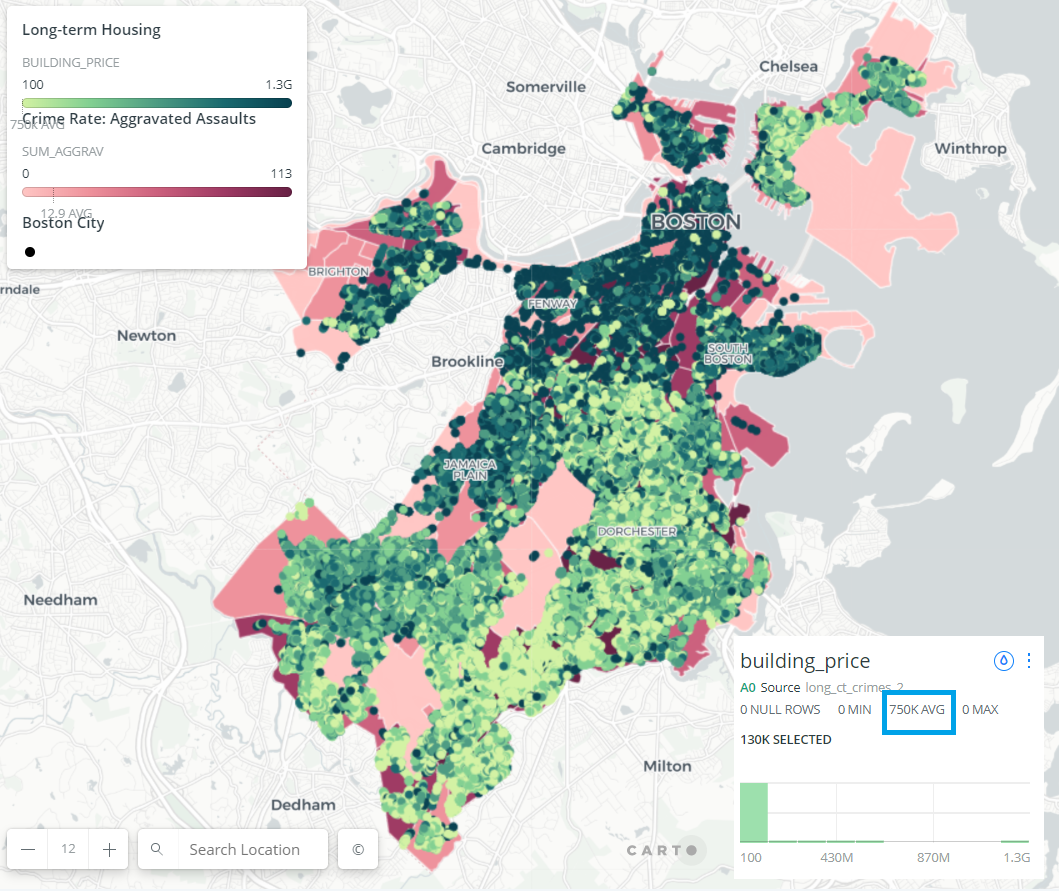 Long-term Housing
BUILDING_PRICE
100 1.3G
750k AVG
Crime Rate: Aggravated Assaults
SUM_AGGRAV
0 113
12.9 AVG
Boston City
Chelsea
Somerville
Cambridge
Winthrop
BOSTON
BRIGHTON
rndale
FENWAY
Newton
SOUTH
BOSTON
Brookline
JAMAICA
PLAIN
DORCHESTER
Needham
Milton
Dedham
building_price
A0 Source long_ct_crimes_2
0 NULL ROWS 0 MIN 750K AVG 0 MAX
130K SELECTED
100 430M 870M 1.3G
12 Search Location ©
CARTO